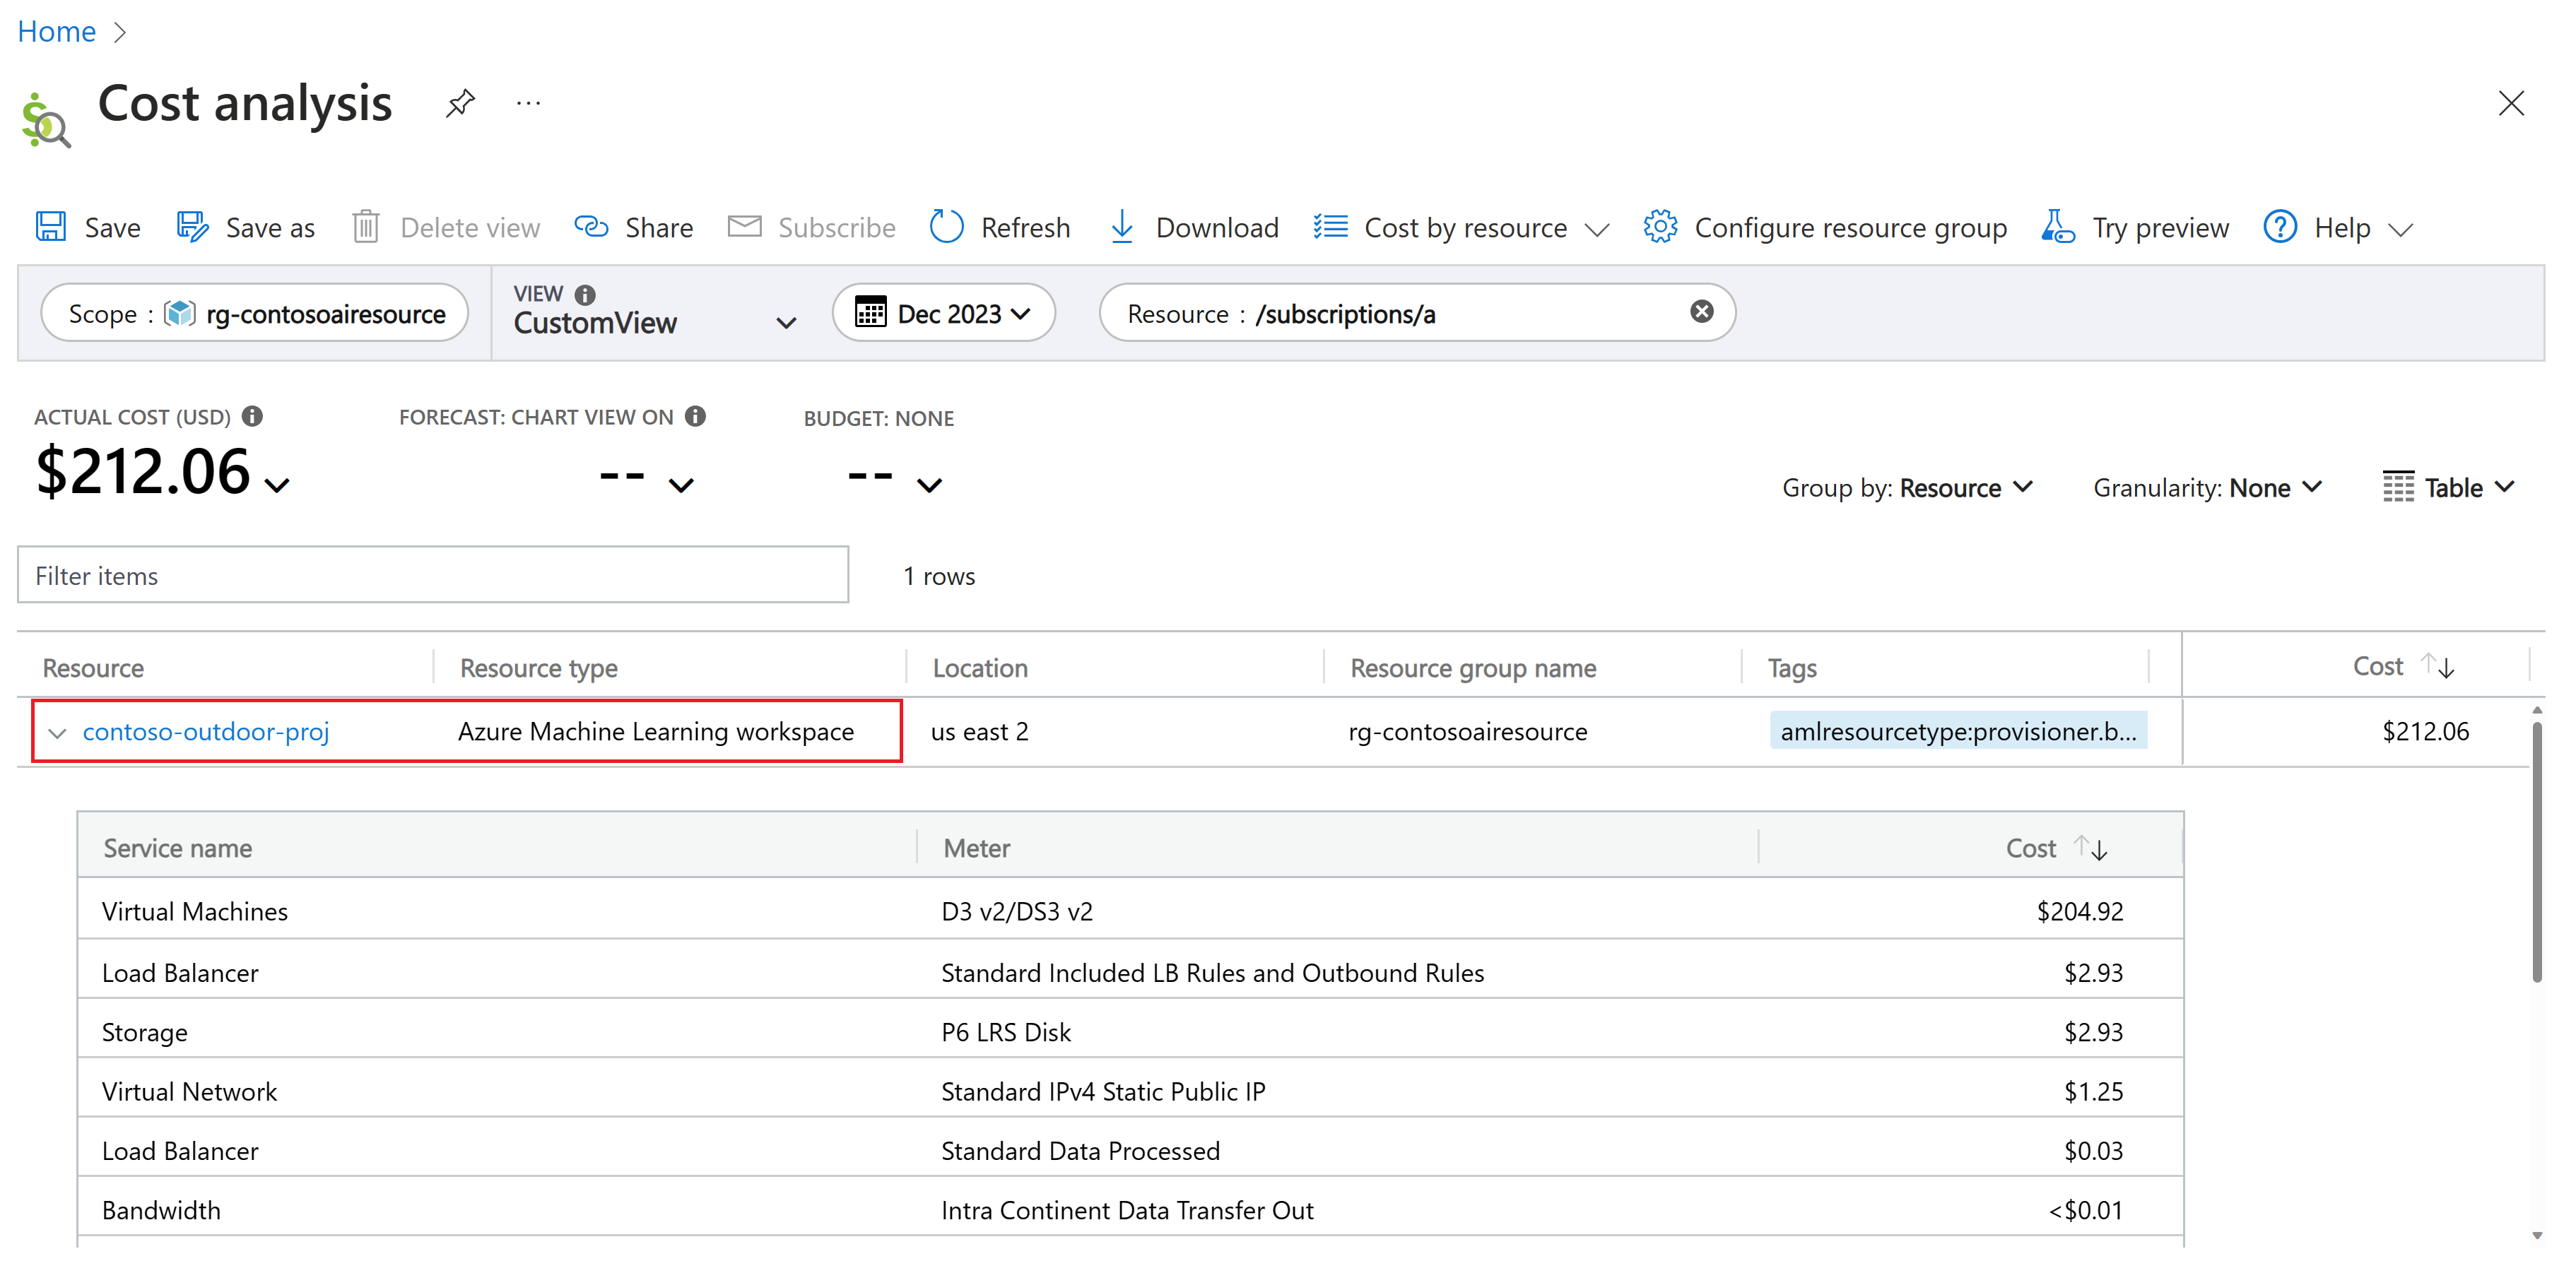 Home
Cost analysis
Save Save as Delete view Share Subscribe Refresh Download Cost by resource Configure resource group Try preview Help
Scope : rg-contosoairesource
VIEW
CustomView
Dec 2023
Resource : /subscriptions/a
ACTUAL COST (USD) FORECAST: CHART VIEW ON BUDGET: NONE
$212.06 -- --
Group by: Resource Granularity: None Table
Filter items 1 rows
Resource Resource type Location Resource group name Tags Cost
contoso-outdoor-proj Azure Machine Learning workspace us east 2 rg-contosoairesource amlresourcetype:provisioner.b... $212.06
Service name Meter Cost
Virtual Machines D3 v2/DS3 v2 $204.92
Load Balancer Standard Included LB Rules and Outbound Rules $2.93
Storage P6 LRS Disk $2.93
Virtual Network Standard IPv4 Static Public IP $1.25
Load Balancer Standard Data Processed $0.03
Bandwidth Intra Continent Data Transfer Out <$0.01